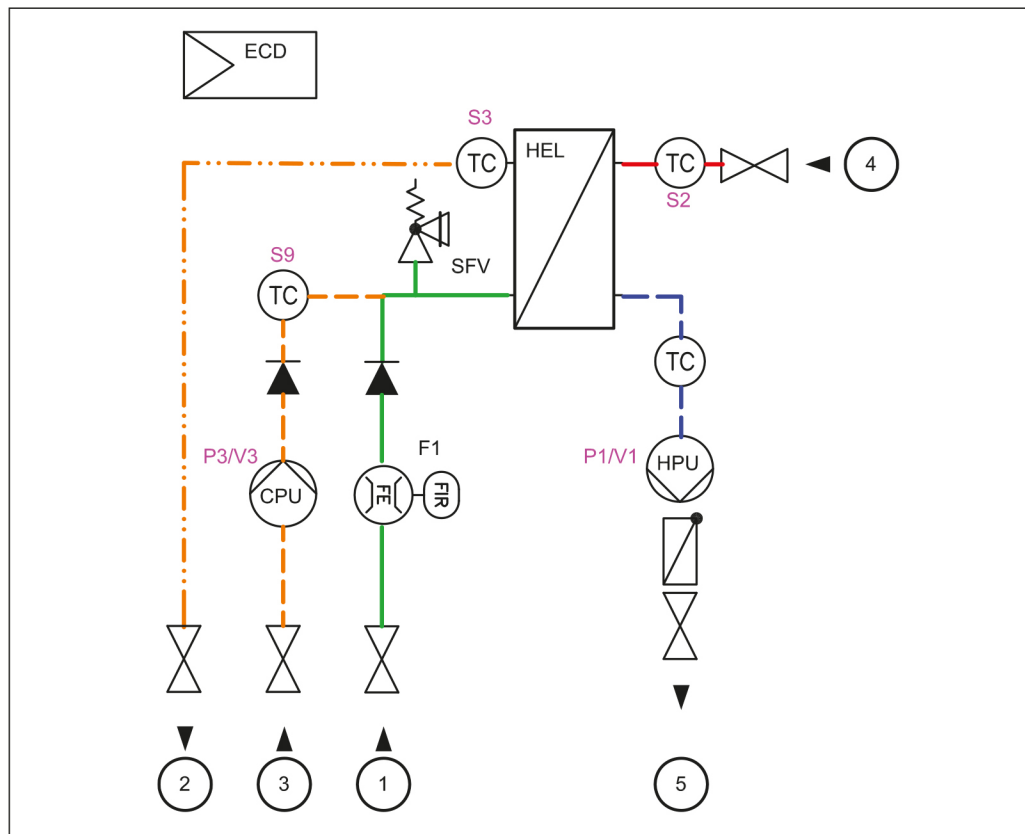 ECD
S3
TC
HEL
TC
4
S2
S9
SFV
TC
TC
F1
P3/V3
P1/V1
HPU
CPU
FE
FIR
2
3
1
5